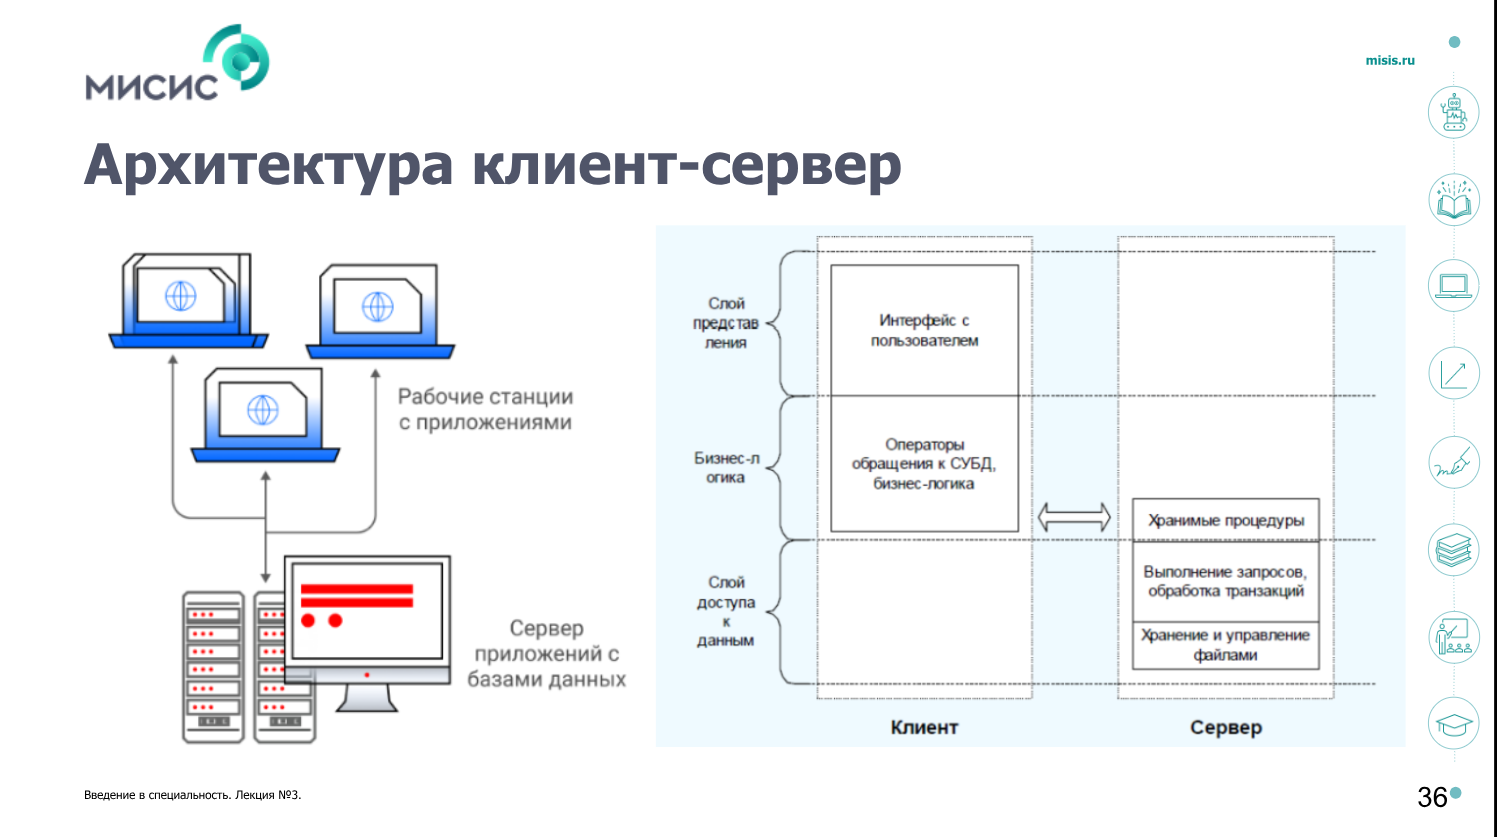 МИСИС
misis.ru
Архитектура клиент-сервер
Рабочие станции
с приложениями
Сервер
приложений с
базами данных
Слой
представ
ления
Интерфейс с
пользователем
Бизнес-л
огика
Операторы
обращения к СУБД,
бизнес-логика
Хранимые процедуры
Слой
доступа
к
данным
Выполнение запросов,
обработка транзакций
Хранение и управление
файлами
Клиент
Сервер
Введение в специальность. Лекция №3.
36